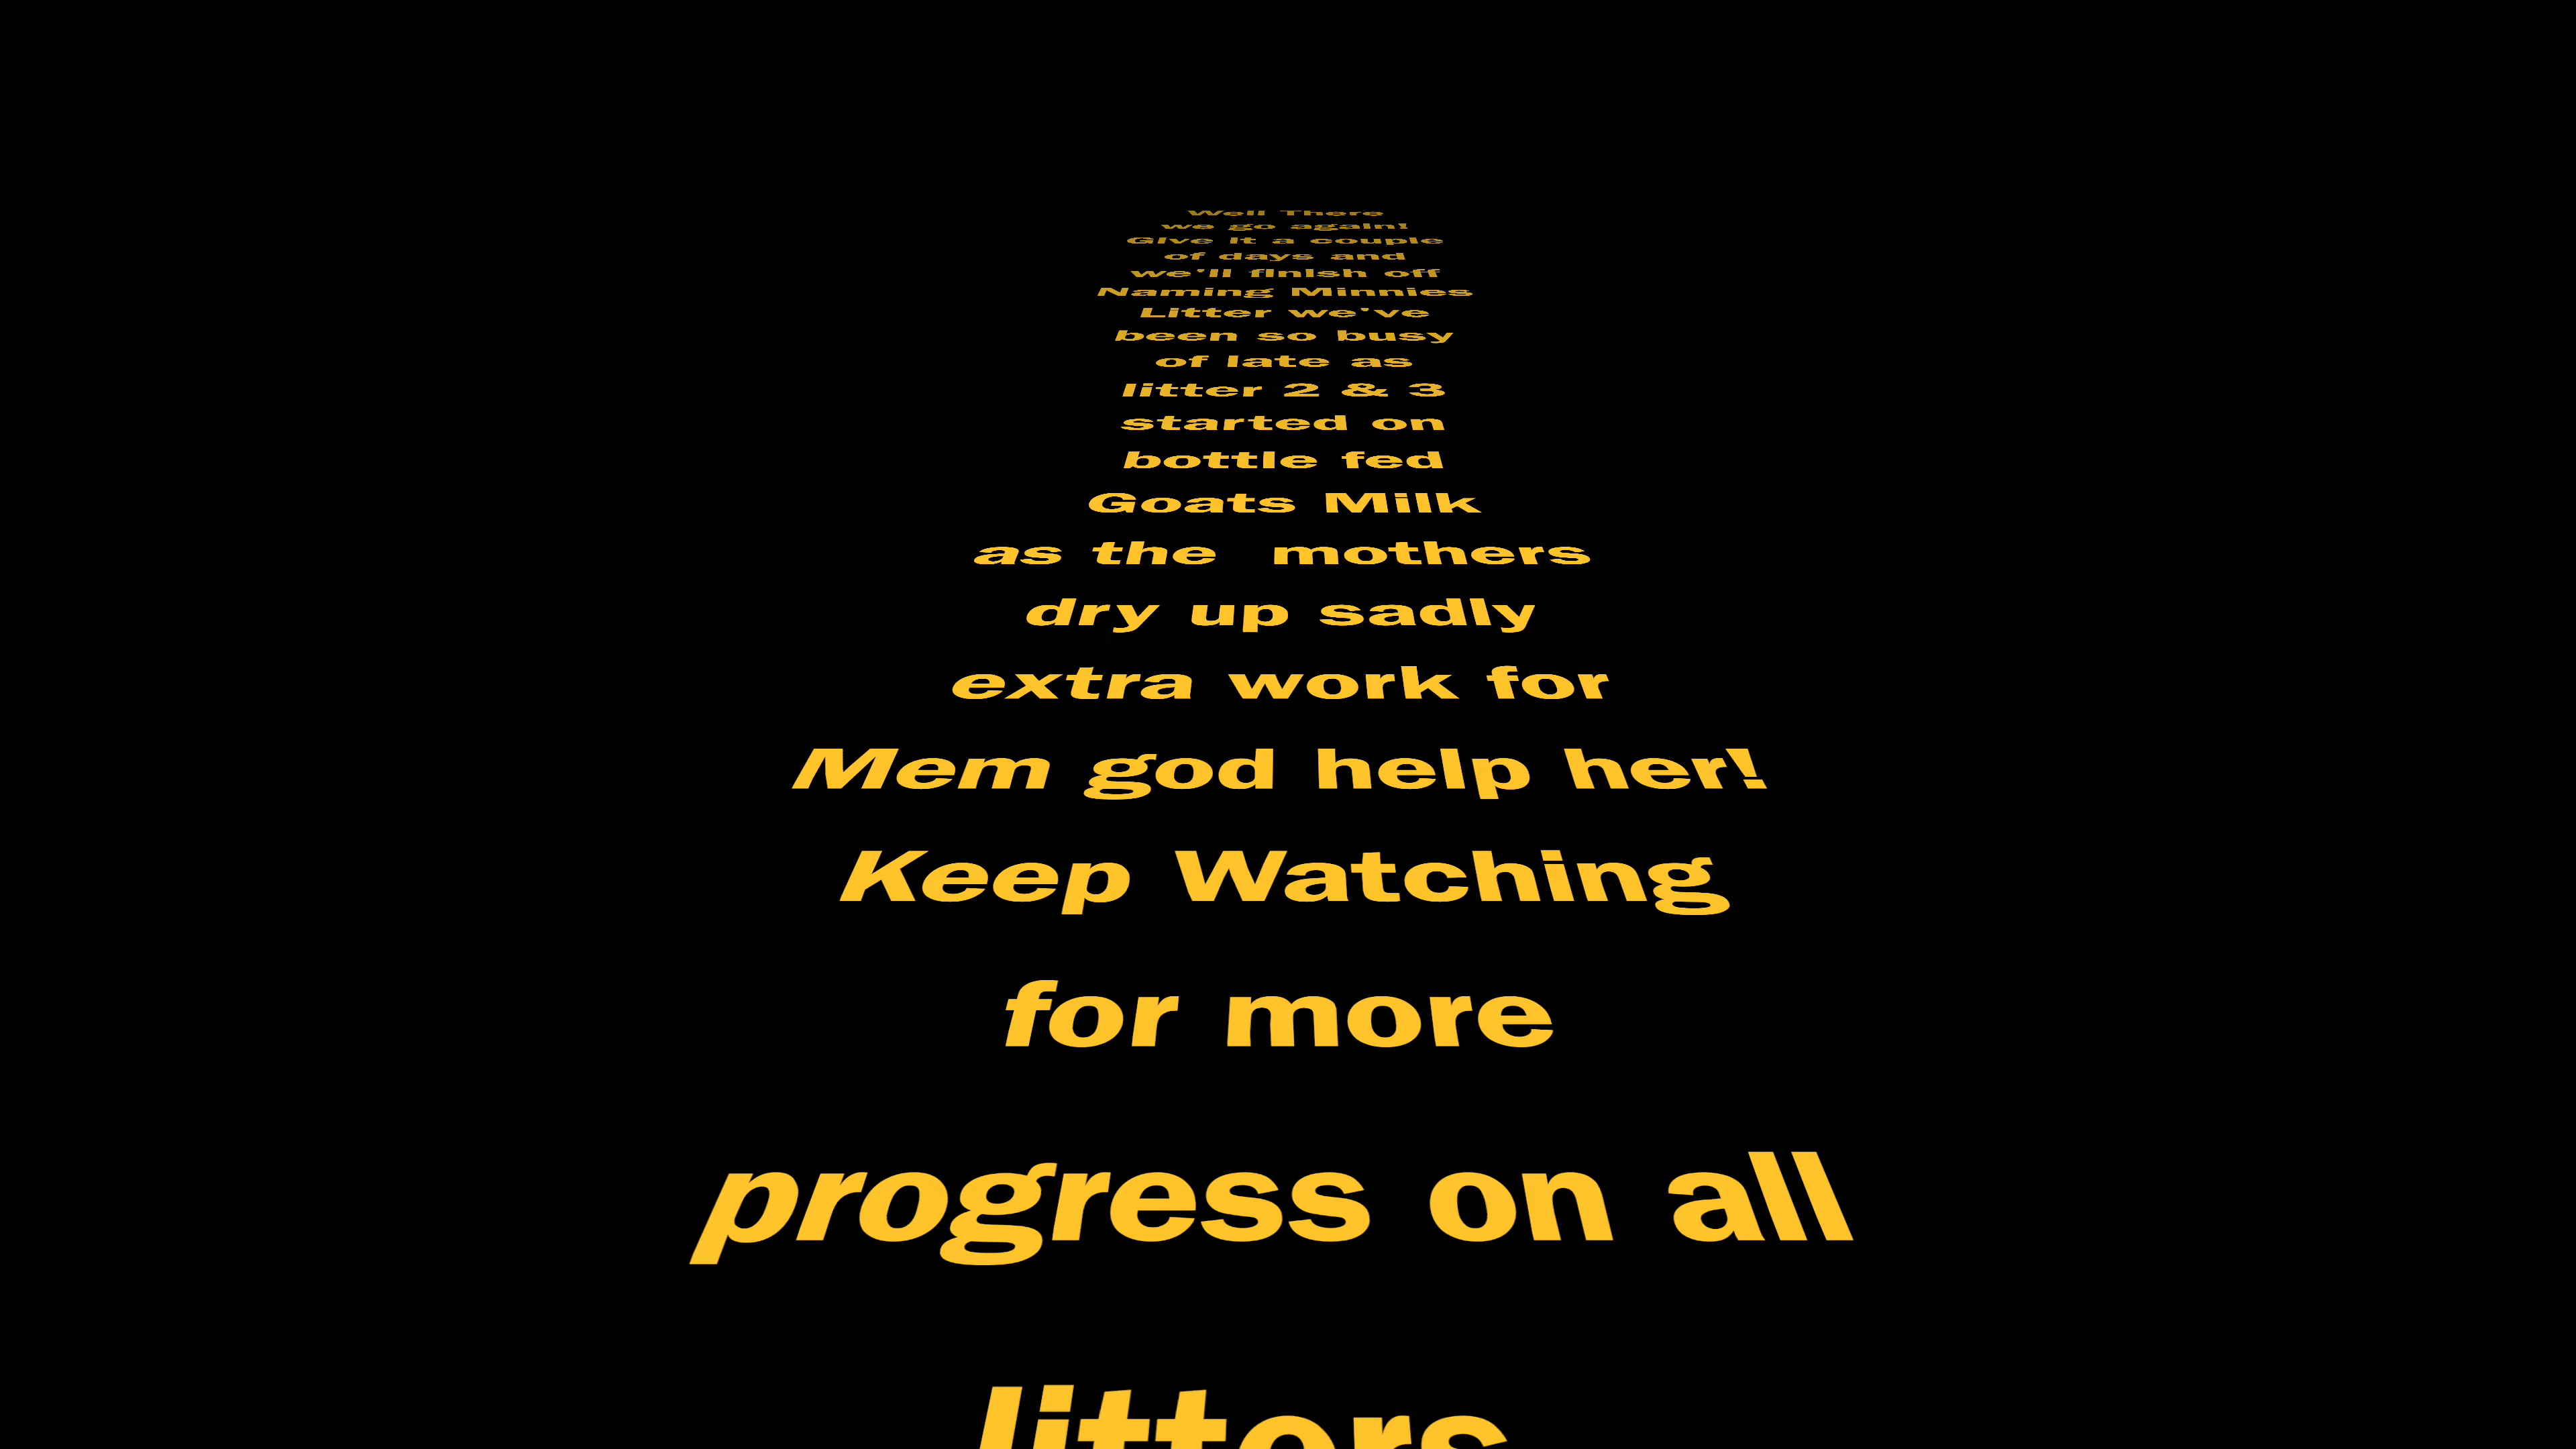 Well There
we go again!
Give it a couple
of days and
we'll finish off
Naming Minnies
Litter we've
been so busy
of late as
litter 2 & 3
started on
bottle fed
Goats Milk
as the mothers
dry up sadly
extra work for
Mem god help her!
Keep Watching
for more
progress on all
litters